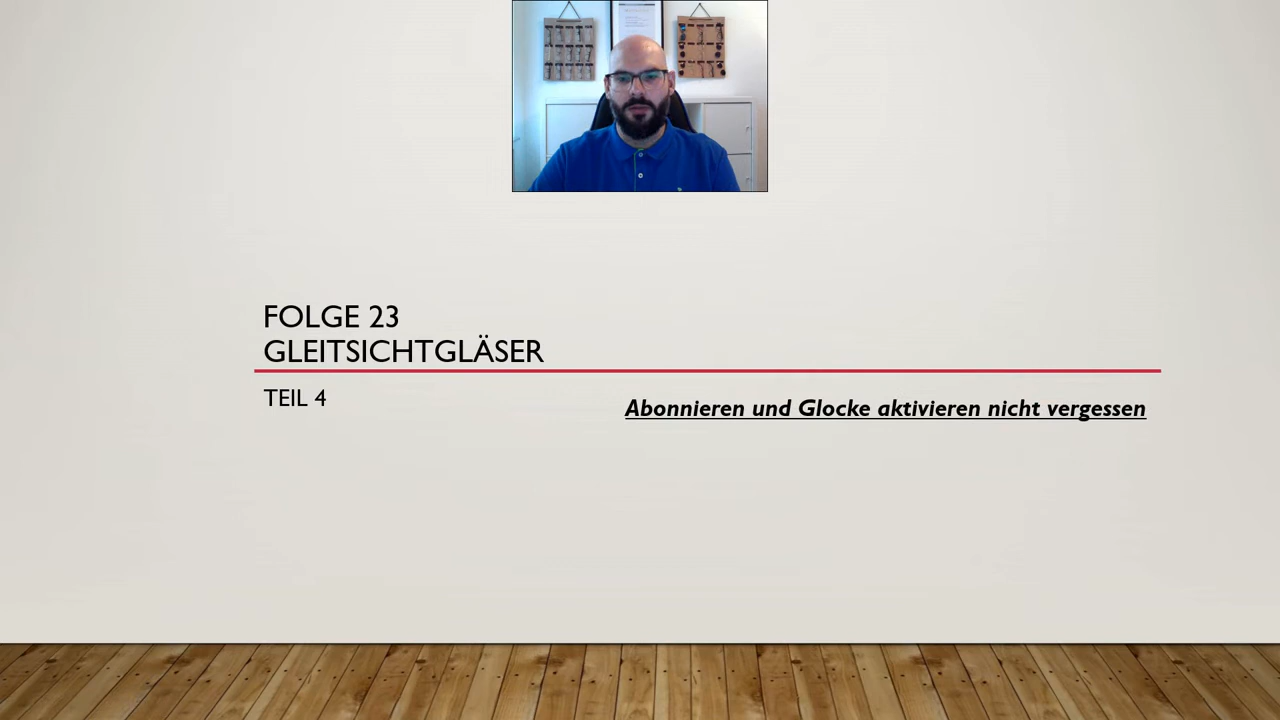 FOLGE 23
GLEITSICHTGLÄSER
TEIL 4
Abonnieren und Glocke aktivieren nicht vergessen